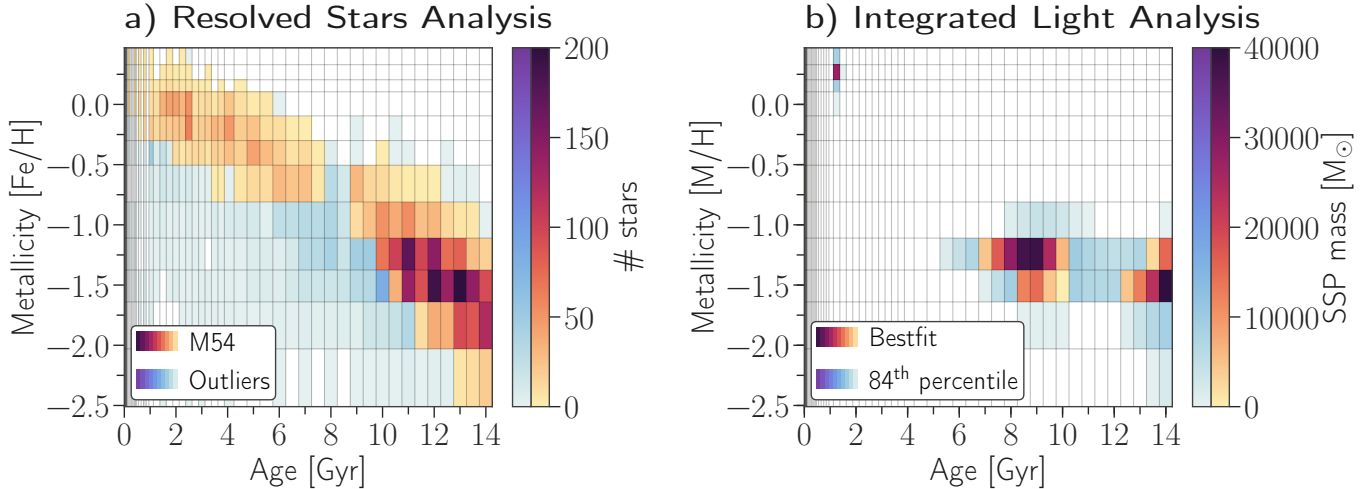 a) Resolved Stars Analysis
Metallicity [Fe/H]
0.0
−0.5
−1.0
−1.5
−2.0
−2.5
M54
Outliers
0 2 4 6 8 10 12 14
Age [Gyr]
200
150
100
50
0
# stars
b) Integrated Light Analysis
Metallicity [M/H]
0.0
−0.5
−1.0
−1.5
−2.0
−2.5
Bestfit
84th percentile
0 2 4 6 8 10 12 14
Age [Gyr]
40000
30000
20000
10000
0
SSP mass [M⊙]